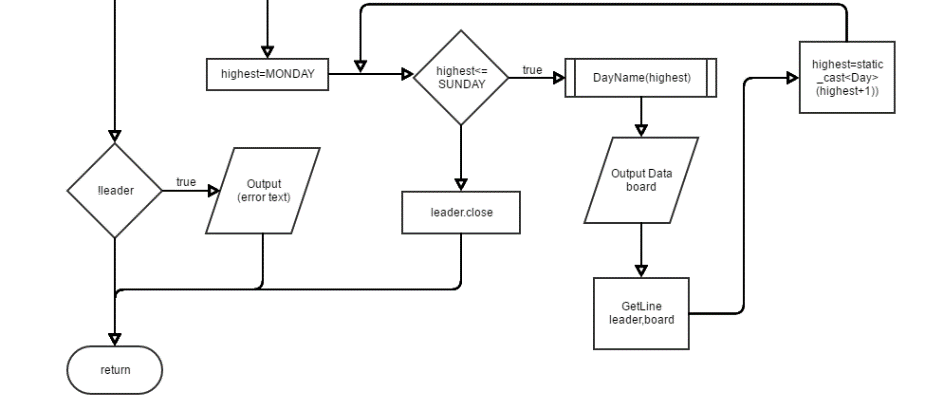 highest=MONDAY
highest<=
SUNDAY
true
DayName(highest)
highest=static
_cast<Day>
(highest+1))
!leader
true
Output
(error text)
leader.close
Output Data
board
GetLine
leader,board
return